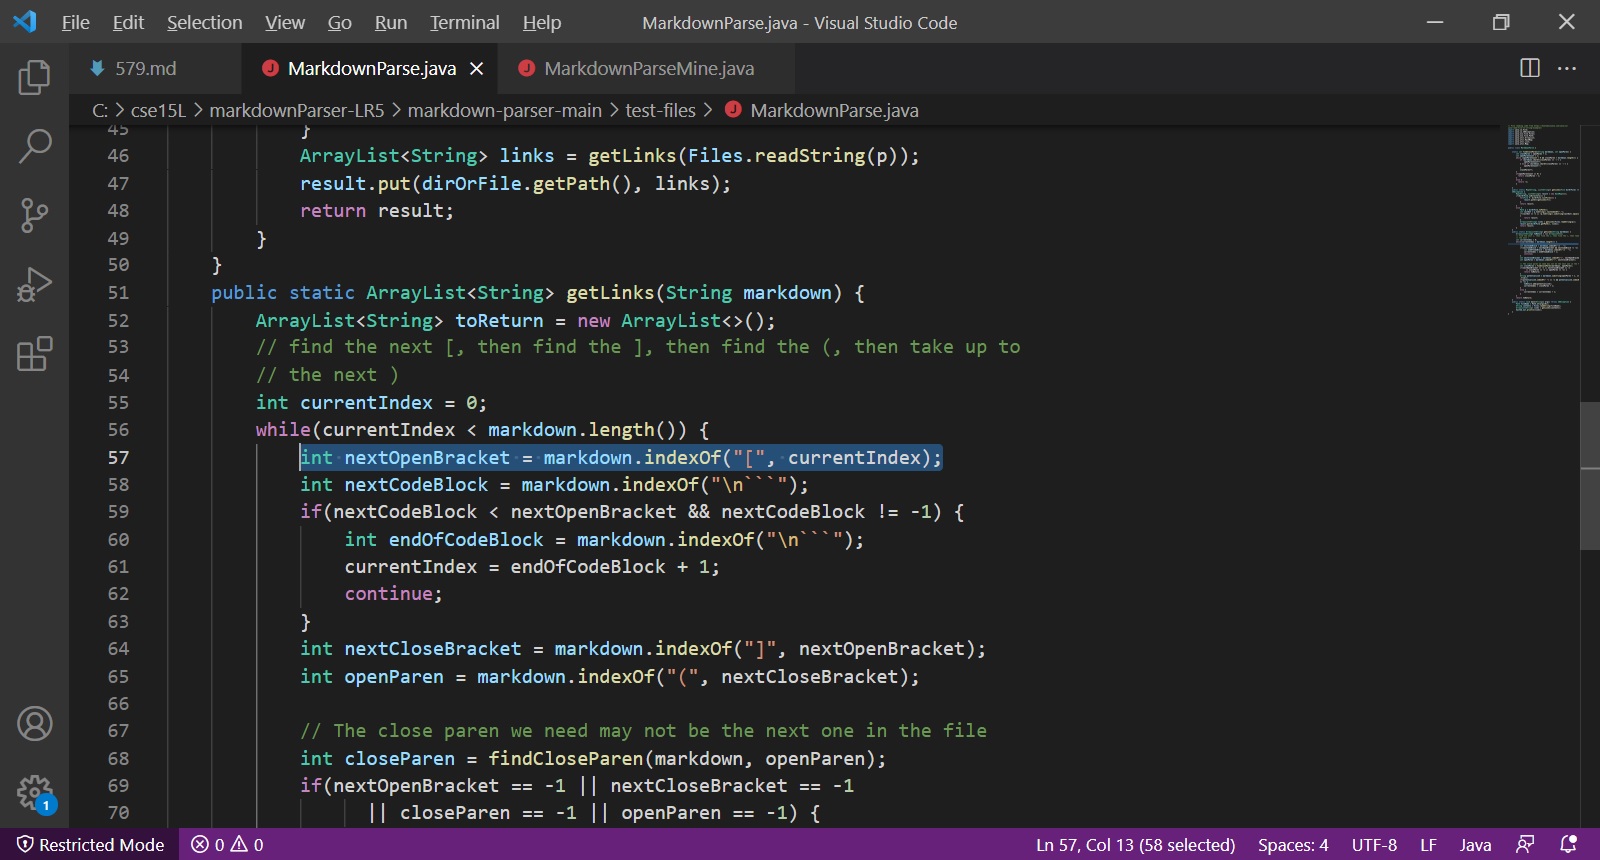 File Edit Selection View Go Run Terminal Help MarkdownParse.java - Visual Studio Code
579.md MarkdownParse.java MarkdownParseMine.java
C: > cse15L > markdownParser-LR5 > markdown-parser-main > test-files > MarkdownParse.java
45 }
46 ArrayList<String> links = getLinks(Files.readString(p));
47 result.put(dirOrFile.getPath(), links);
48 return result;
49 }
50 }
51 public static ArrayList<String> getLinks(String markdown) {
52 ArrayList<String> toReturn = new ArrayList<>();
53 // find the next [, then find the ], then find the (, then take up to
54 // the next )
55 int currentIndex = 0;
56 while(currentIndex < markdown.length()) {
57 int nextOpenBracket = markdown.indexOf("[", currentIndex);
58 int nextCodeBlock = markdown.indexOf("\n```");
59 if(nextCodeBlock < nextOpenBracket && nextCodeBlock != -1) {
60 int endOfCodeBlock = markdown.indexOf("\n```");
61 currentIndex = endOfCodeBlock + 1;
62 continue;
63 }
64 int nextCloseBracket = markdown.indexOf("]", nextOpenBracket);
65 int openParen = markdown.indexOf("(", nextCloseBracket);
66
67 // The close paren we need may not be the next one in the file
68 int closeParen = findCloseParen(markdown, openParen);
69 if(nextOpenBracket == -1 || nextCloseBracket == -1
70 || closeParen == -1 || openParen == -1) {
1
Restricted Mode 0 0 Ln 57, Col 13 (58 selected) Spaces: 4 UTF-8 LF Java